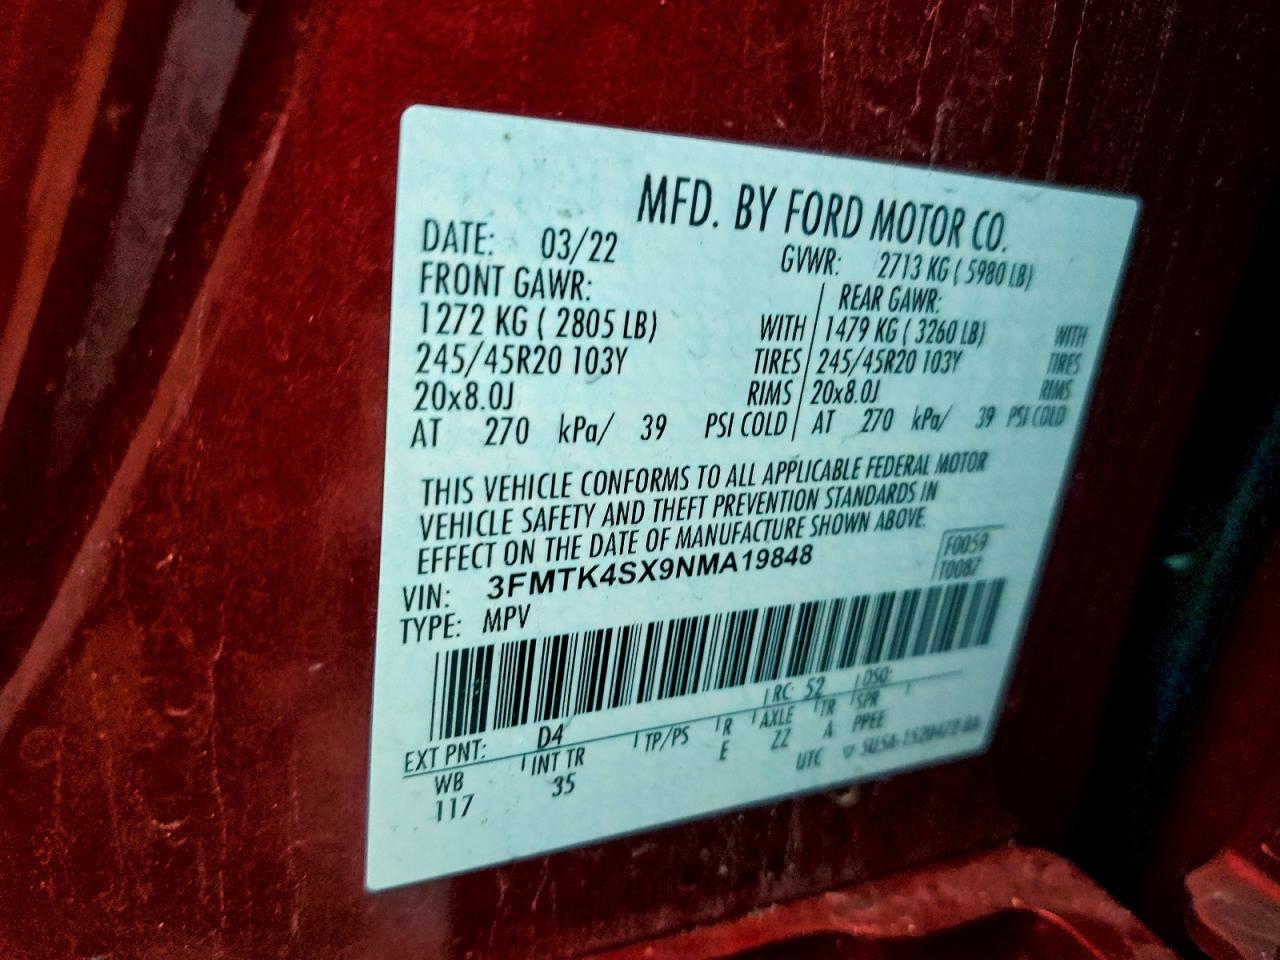 MFD. BY FORD MOTOR CO.
DATE: 03/22 GVWR: 2713 KG ( 5980 LB)
FRONT GAWR: REAR GAWR:
1272 KG ( 2805 LB) WITH 1479 KG ( 3260 LB) WITH
245/45R20 103Y TIRES 245/45R20 103Y TIRES
20x8.0J RIMS 20x8.0J RIMS
AT 270 kPa/ 39 PSI COLD AT 270 kPa/ 39 PSI COLD
THIS VEHICLE CONFORMS TO ALL APPLICABLE FEDERAL MOTOR
VEHICLE SAFETY AND THEFT PREVENTION STANDARDS IN
EFFECT ON THE DATE OF MANUFACTURE SHOWN ABOVE.
VIN: 3FMTK4SX9NMA19848 F0059
TYPE: MPV T0087
EXT PNT: D4 RC: 52 DSO:
WB INT TR TP/PS R AXLE TR SPR
117 35 E ZZ A PPEE
UTC